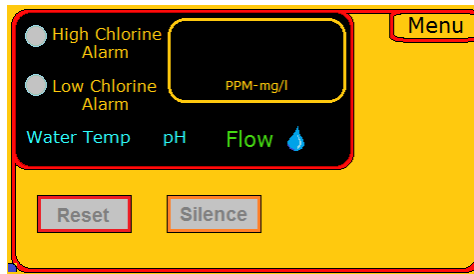 Menu
High Chlorine
Alarm
Low Chlorine
Alarm
PPM-mg/l
Water Temp pH Flow
Reset Silence